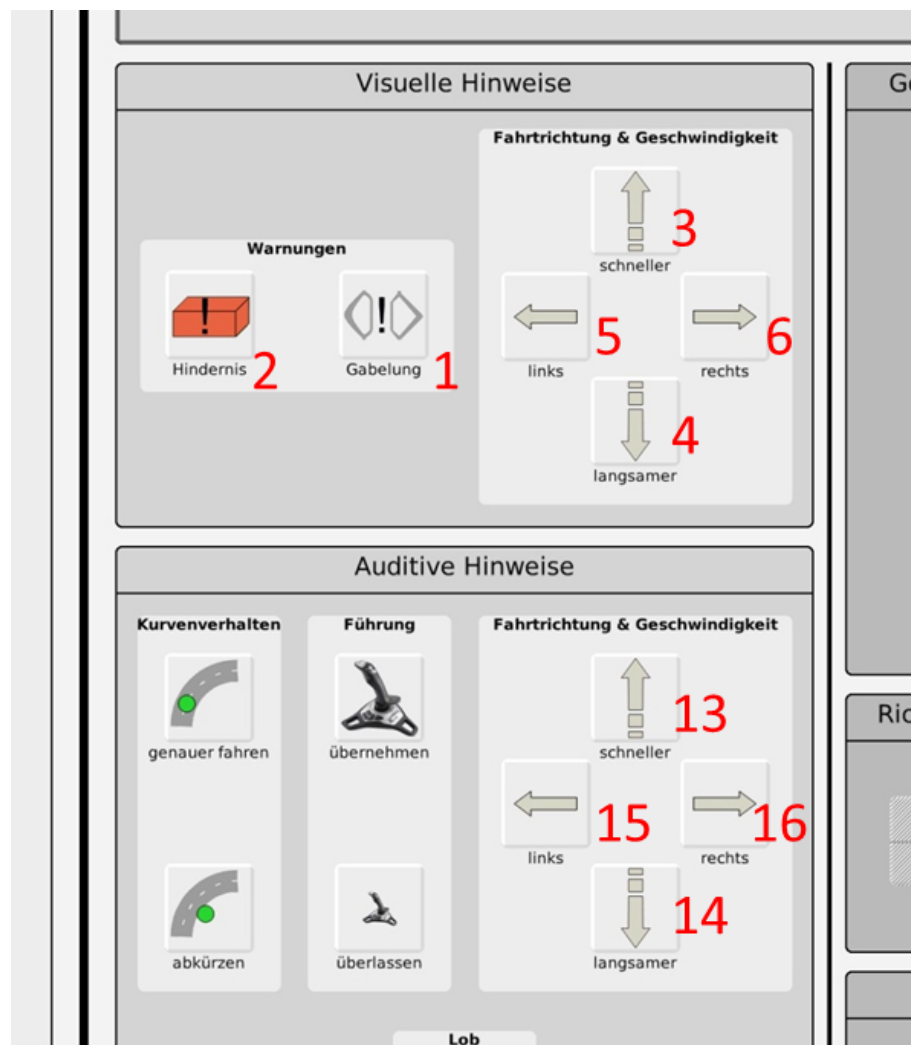 Visuelle Hinweise
Fahrtrichtung & Geschwindigkeit
3
schneller
Warnungen
! !
5 6
Hindernis 2 Gabelung 1 links rechts
4
langsamer
Auditive Hinweise
Kurvenverhalten Führung Fahrtrichtung & Geschwindigkeit
13
genauer fahren übernehmen schneller
15 16
links rechts
14
abkürzen überlassen langsamer
Lob